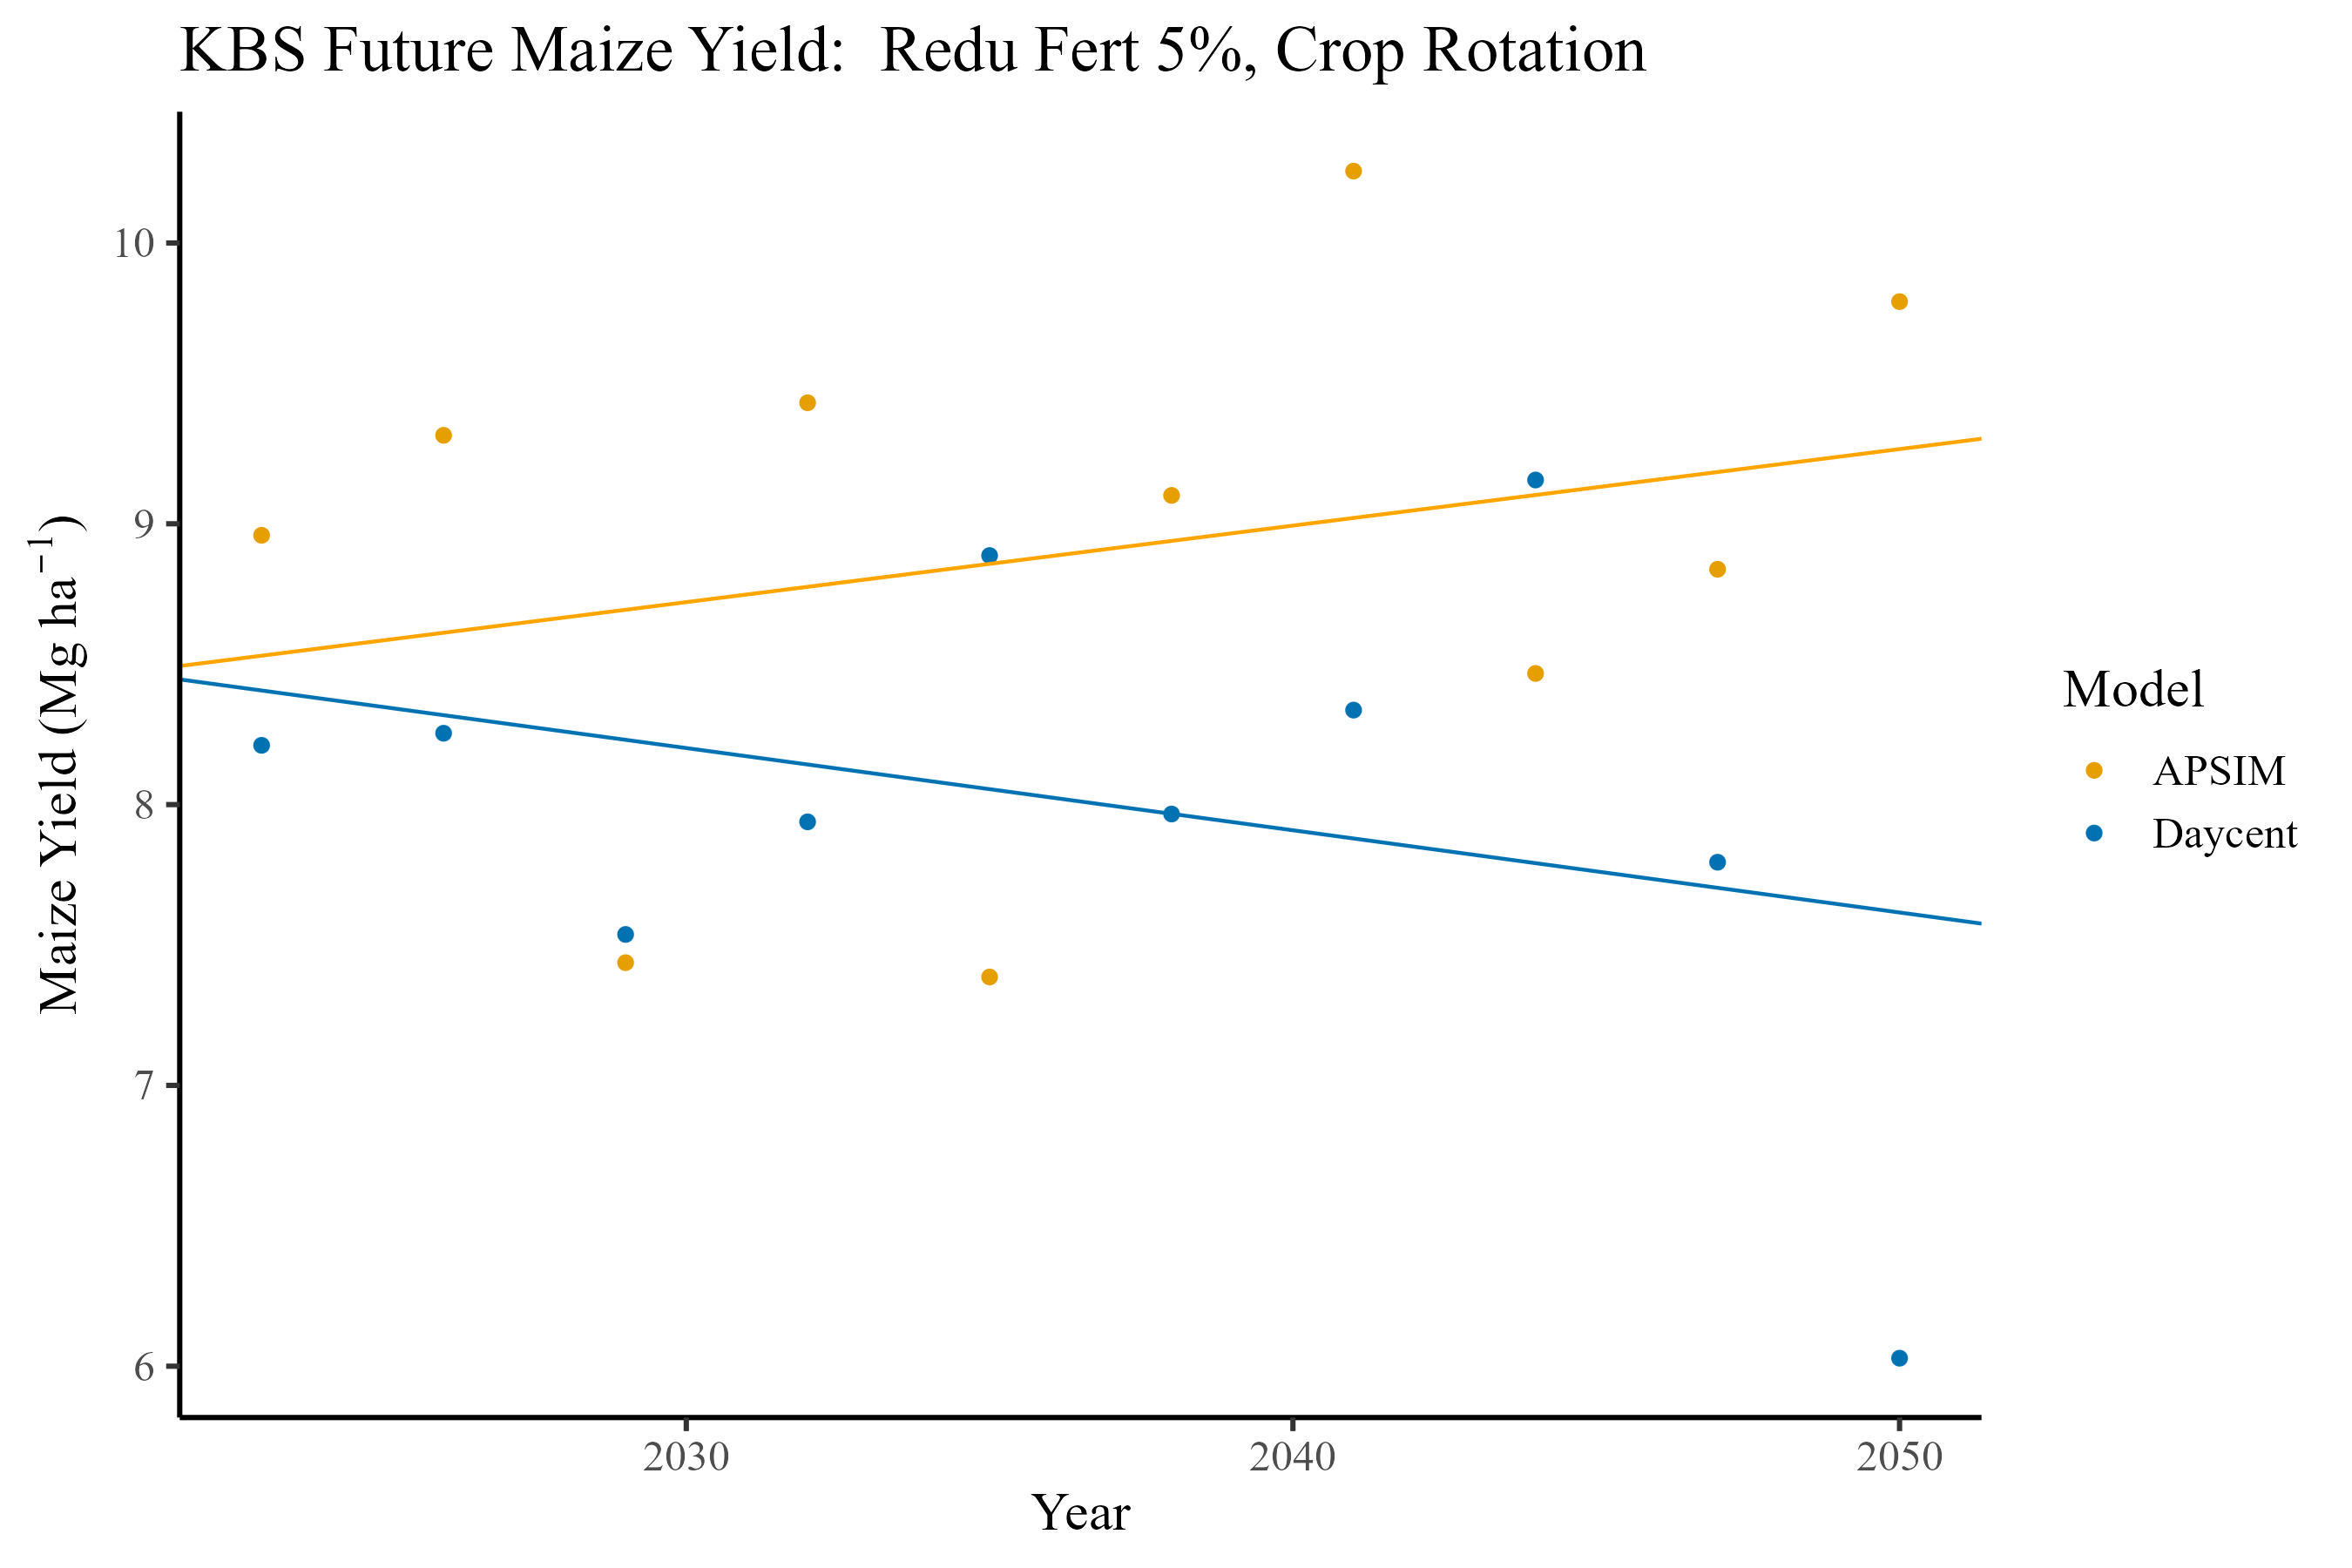 KBS Future Maize Yield:  Redu Fert 5%, Crop Rotation
Maize Yield (Mg ha⁻¹)
10
9
8
7
6
2030
2040
2050
Year
Model
APSIM
Daycent